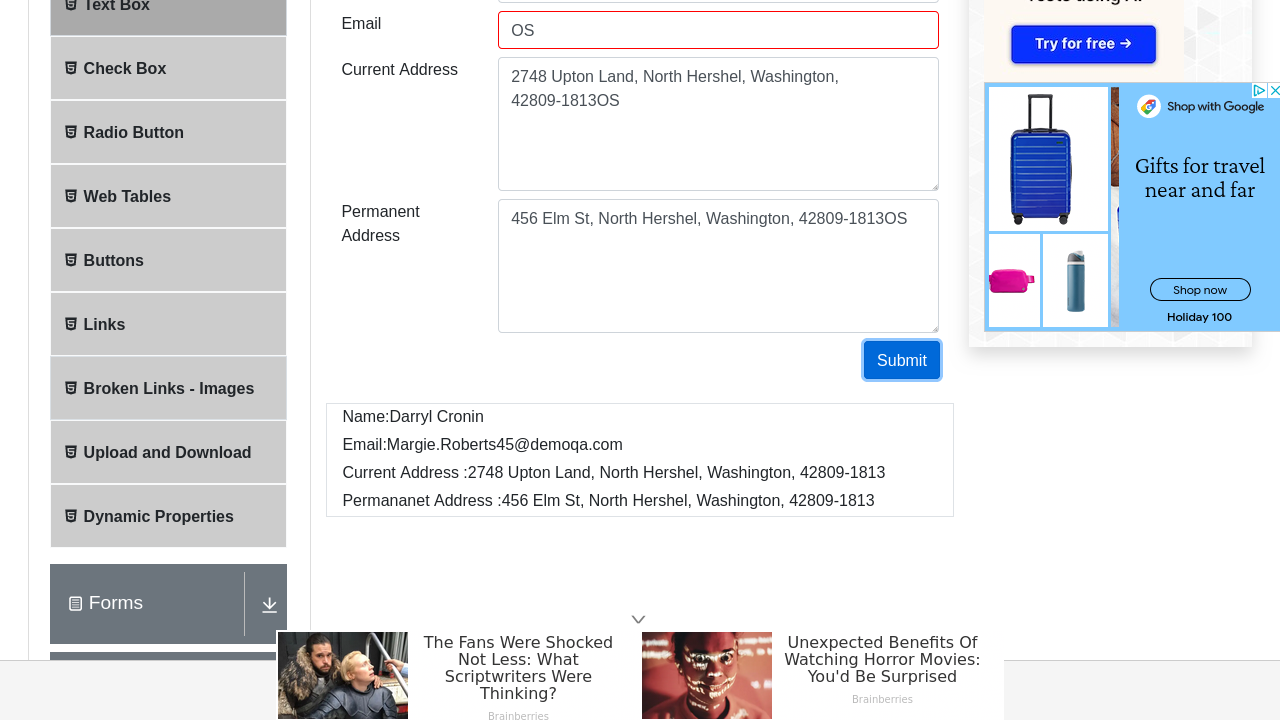 Text Box
Check Box
Radio Button
Web Tables
Buttons
Links
Broken Links - Images
Upload and Download
Dynamic Properties
Forms
Email
OS
Current Address
2748 Upton Land, North Hershel, Washington,
42809-1813OS
Permanent
Address
456 Elm St, North Hershel, Washington, 42809-1813OS
Submit
Name:Darryl Cronin
Email:Margie.Roberts45@demoqa.com
Current Address :2748 Upton Land, North Hershel, Washington, 42809-1813
Permananet Address :456 Elm St, North Hershel, Washington, 42809-1813
Try for free →
Shop with Google
Gifts for travel
near and far
Shop now
Holiday 100
The Fans Were Shocked
Not Less: What
Scriptwriters Were
Thinking?
Brainberries
Unexpected Benefits Of
Watching Horror Movies:
You'd Be Surprised
Brainberries